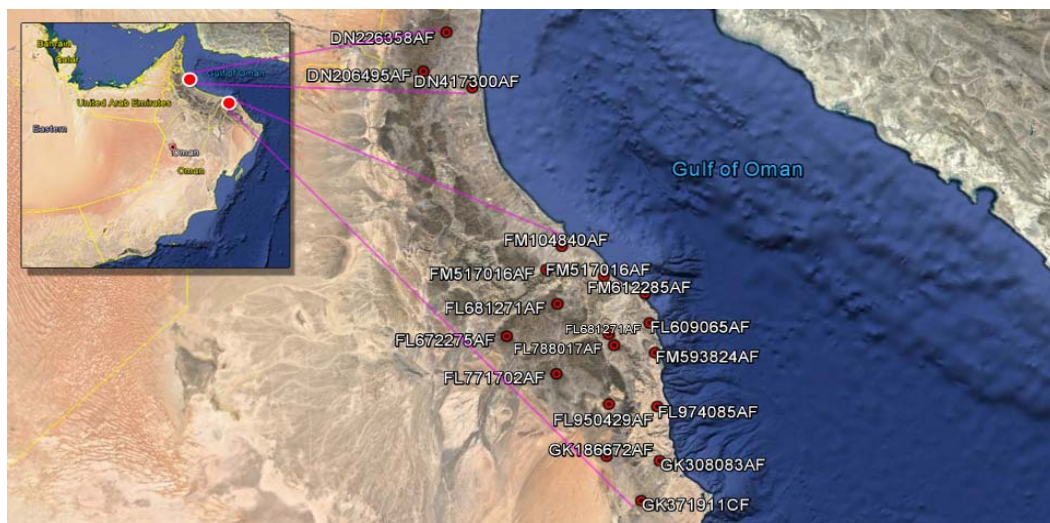 Bahrain
Qatar
Gulf of Oman
United Arab Emirates
Eastern
Oman
Oman
DN226358AF
DN206495AF
DN417300AF
Gulf of Oman
FM104840AF
FM517016AF
FM517016AF
FM612285AF
FL681271AF
FL681271AF
FL609065AF
FL672275AF
FL788017AF
FM593824AF
FL771702AF
FL950429AF
FL974085AF
GK186672AF
GK308083AF
GK371911CF